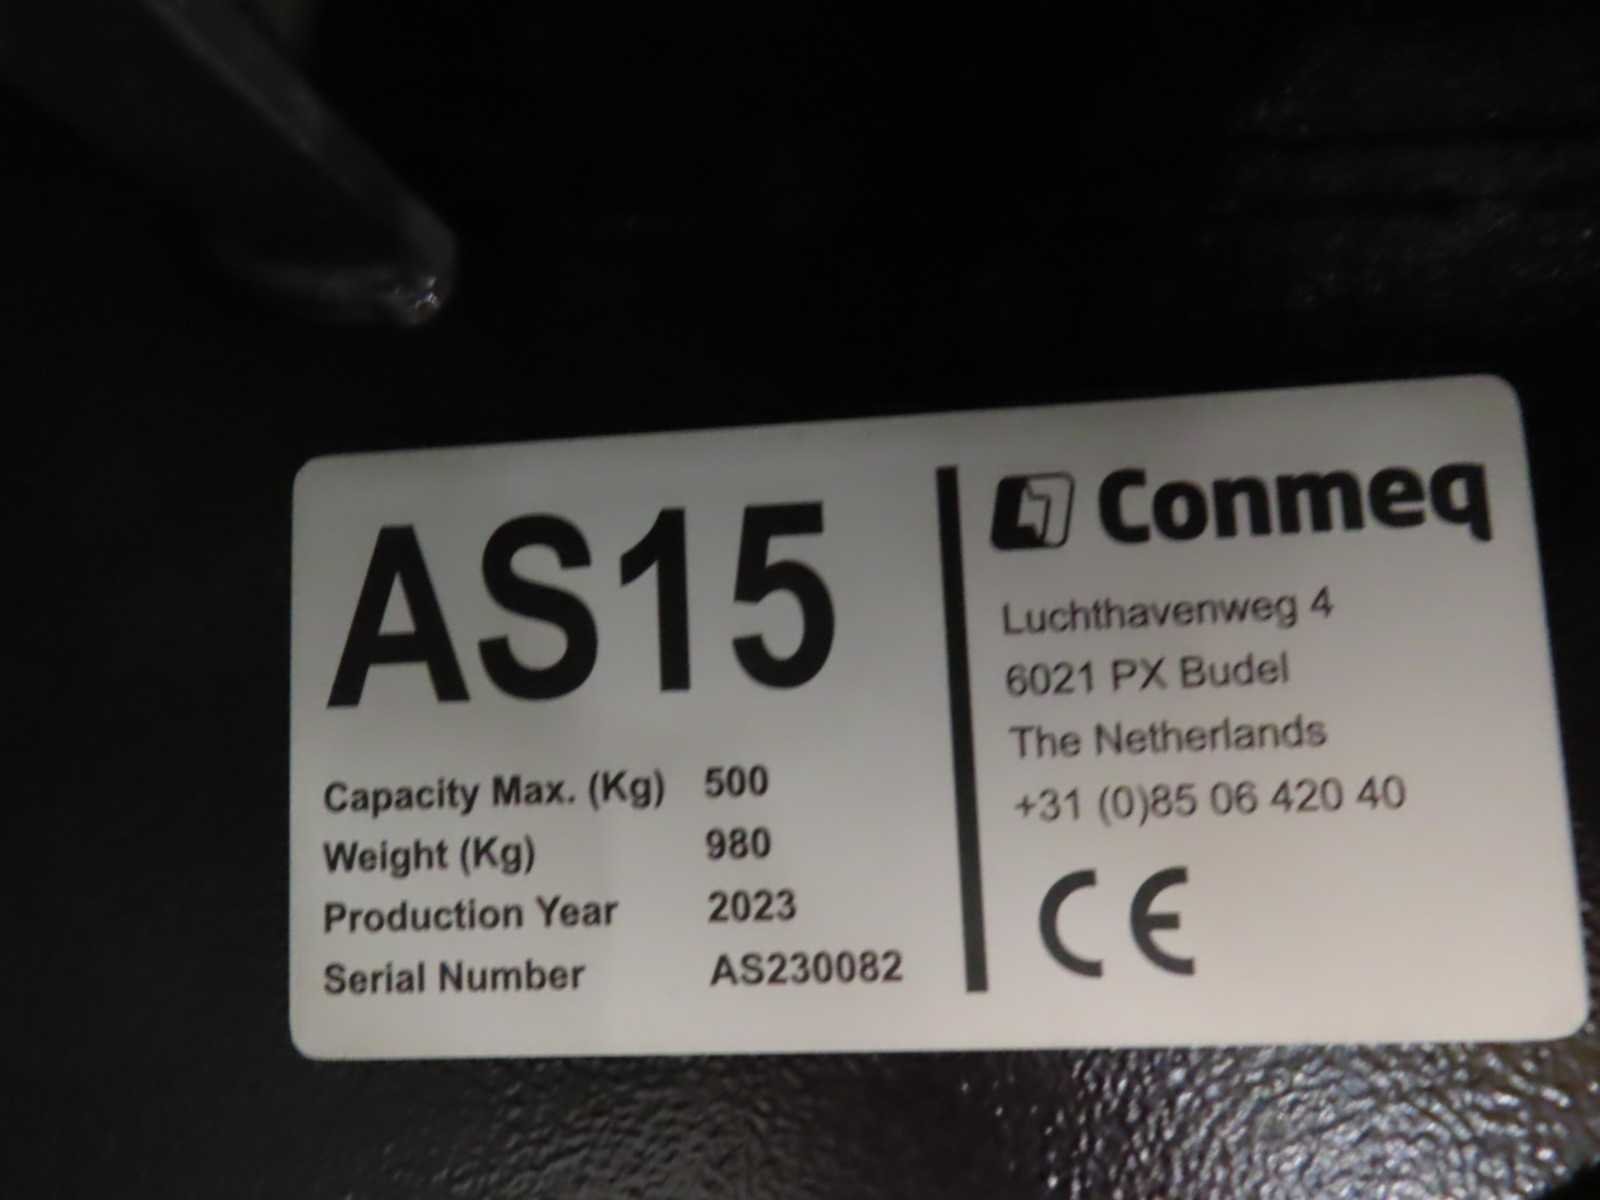 AS15
Capacity Max. (Kg) 500
Weight (Kg) 980
Production Year 2023
Serial Number AS230082
Conmeq
Luchthavenweg 4
6021 PX Budel
The Netherlands
+31 (0)85 06 420 40
CE